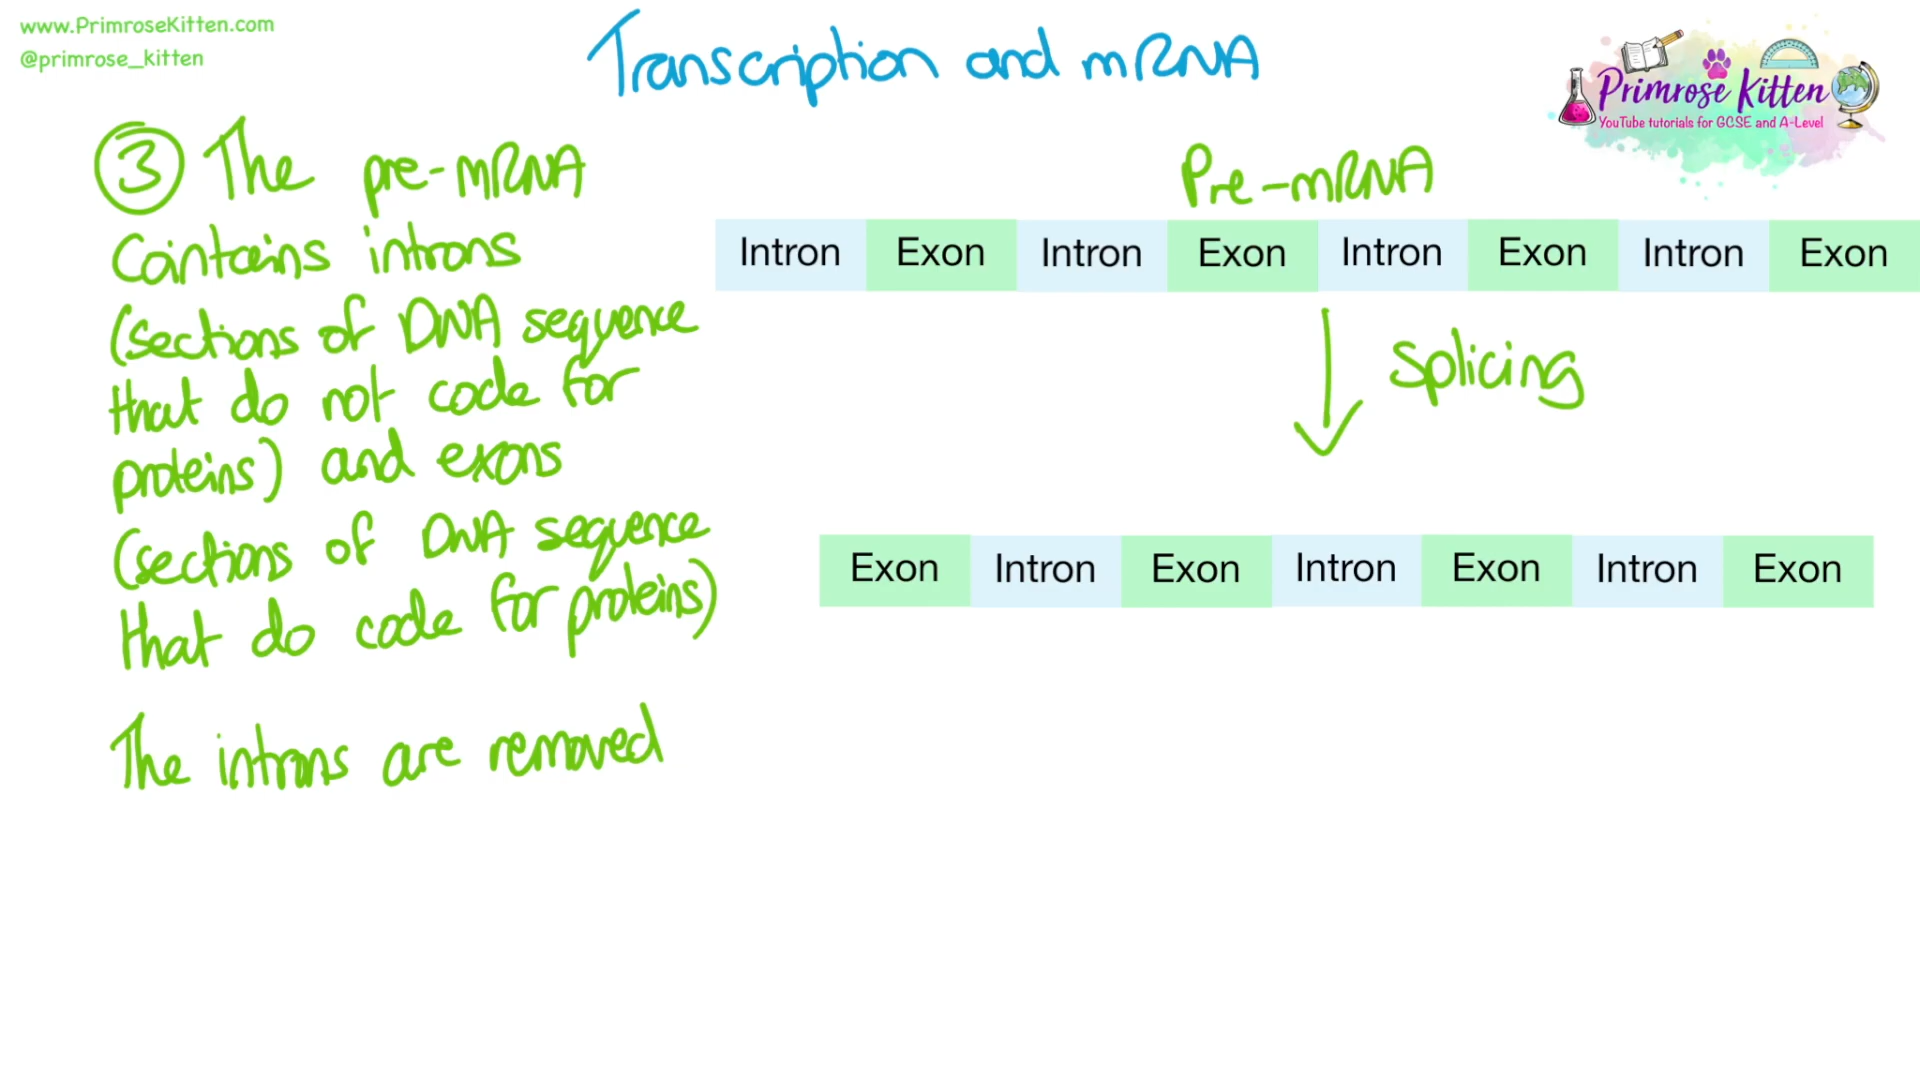 www.PrimroseKitten.com
@primrose_kitten
Transcription and mRNA
Primrose Kitten
YouTube tutorials for GCSE and A-Level
3 The pre-mRNA
Contains introns
(sections of DNA sequence
that do not code for
proteins) and exons
(sections of DNA sequence
that do code for proteins)
The introns are removed
Pre-mRNA
Intron Exon Intron Exon Intron Exon Intron Exon
Splicing
Exon Intron Exon Intron Exon Intron Exon